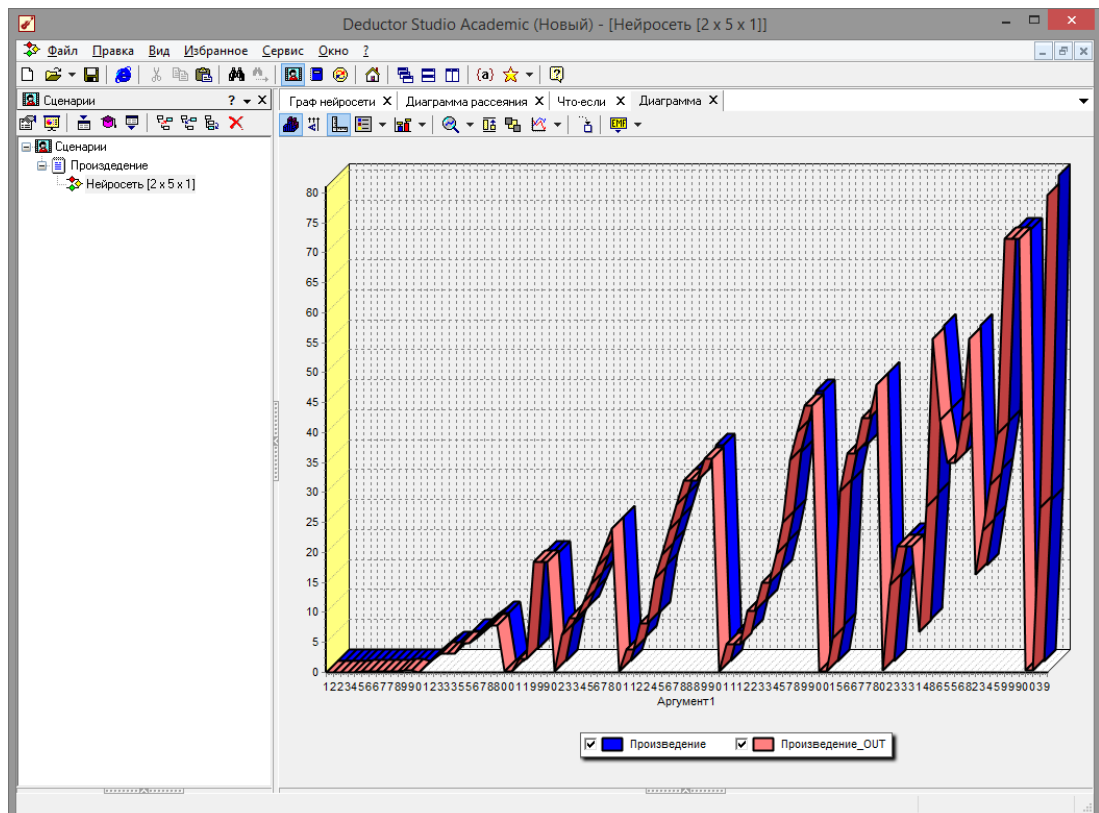 Deductor Studio Academic (Новый) - [Нейросеть [2 x 5 x 1]]
Файл Правка Вид Избранное Сервис Окно ?
Сценарии
Граф нейросети X Диаграмма рассеяния X Что-если X Диаграмма X
Сценарии
Произдедение
Нейросеть [2 x 5 x 1]
80
75
70
65
60
55
50
45
40
35
30
25
20
15
10
5
0
Аргумент1
Произведение Произведение_OUT